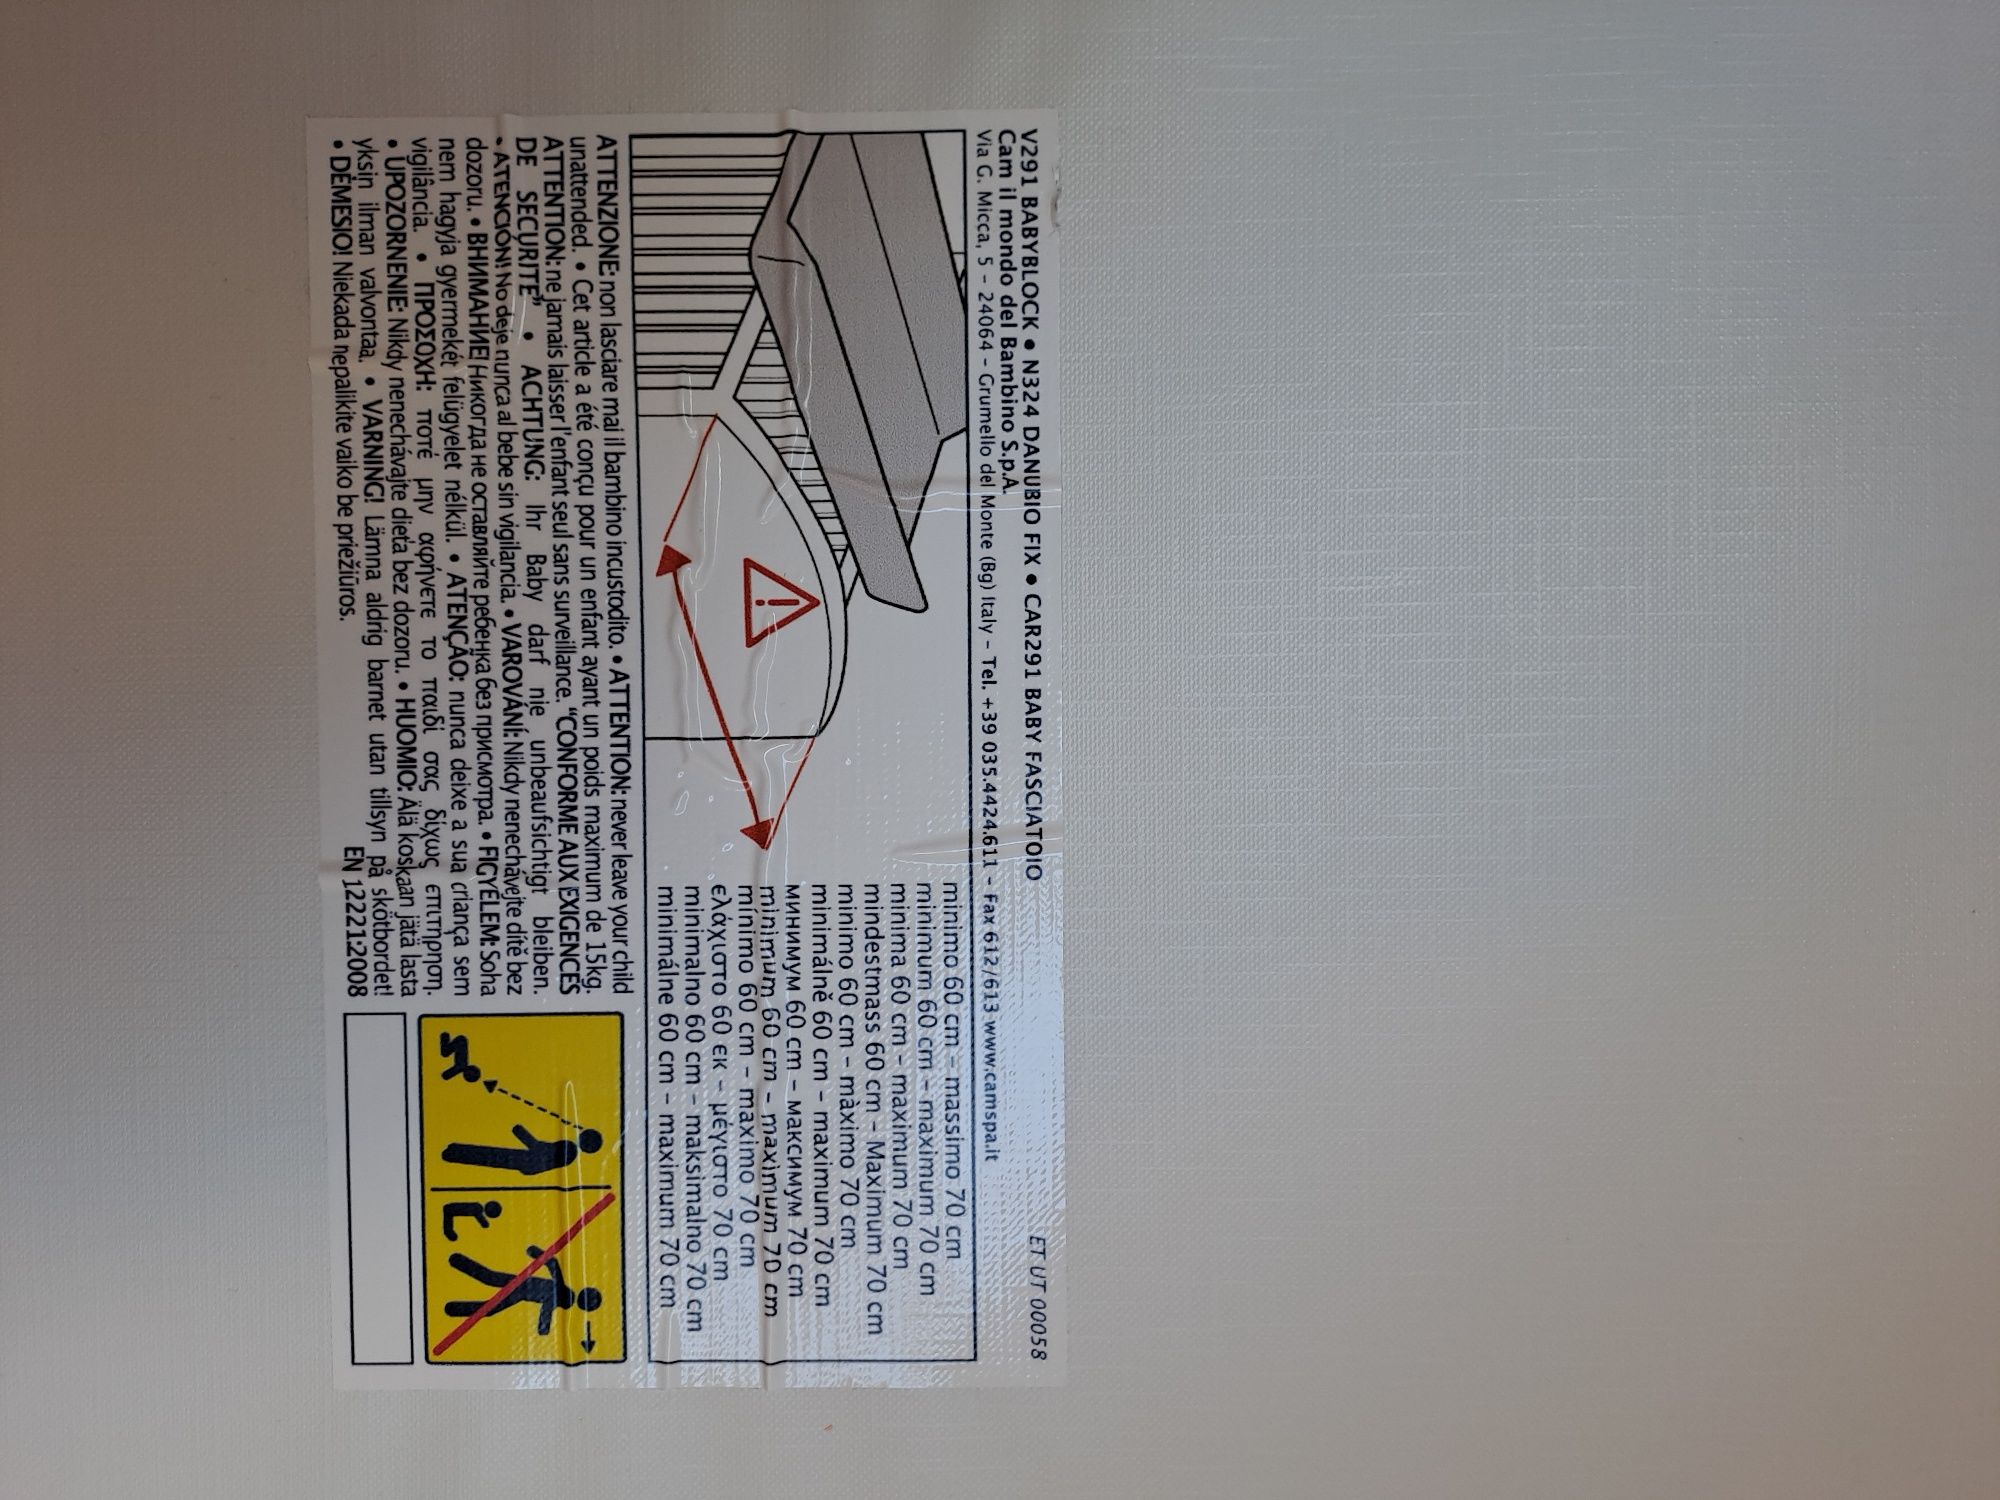 V291 BABYBLOCK • N324 DANUBIO FIX • CAR291 BABY FASCIATOIO
ET UT 00058
Cam il mondo del Bambino S.p.A.
Via G. Micca, 5 – 24064 – Grumello del Monte (Bg) Italy – Tel. +39 035.4424.611 – Fax 612/613 www.camspa.it
minimo 60 cm – massimo 70 cm
minimum 60 cm – maximum 70 cm
minima 60 cm – maximum 70 cm
mindestmass 60 cm – Maximum 70 cm
minimo 60 cm – màximo 70 cm
minimálně 60 cm – maximum 70 cm
минимум 60 cm – максимум 70 cm
minimum 60 cm – maximum 70 cm
minimo 60 cm – maximo 70 cm
ελάχιστο 60 εκ – μέγιστο 70 cm
minimalno 60 cm – maksimalno 70 cm
minimálne 60 cm – maximum 70 cm
ATTENZIONE: non lasciare mai il bambino incustodito. • ATTENTION: never leave your child
unattended. • Cet article a été conçu pour un enfant ayant un poids maximum de 15kg.
ATTENTION: ne jamais laisser l'enfant seul sans surveillance. "CONFORME AUX EXIGENCES
DE SECURITE" • ACHTUNG: Ihr Baby darf nie unbeaufsichtigt bleiben.
• ATENCIÓN! No deje nunca al bebe sin vigilancia. • VAROVÁNI: Nikdy nenechávejte dítě bez
dozoru. • ВНИМАНИЕ! Никогда не оставляйте ребенка без присмотра. • FIGYÉLEM: Soha
nem hagyja gyermekét felügyelet nélkül. • ATENÇÃO: nunca deixe a sua criança sem
vigilância. • ΠΡΟΣΟΧΗ: ποτέ μην αφήνετε το παιδί σας δίχως επιτήρηση.
• UPOZORNENIE: Nikdy nenechávajte dieťa bez dozoru. • HUOMIO: Älä koskaan jätä lasta
yksin ilman valvontaa. • VARNING! Lämna aldrig barnet utan tillsyn på skötbordet!
• DĖMESIO! Niekada nepalikite vaiko be priežiūros.
EN 12221:2008